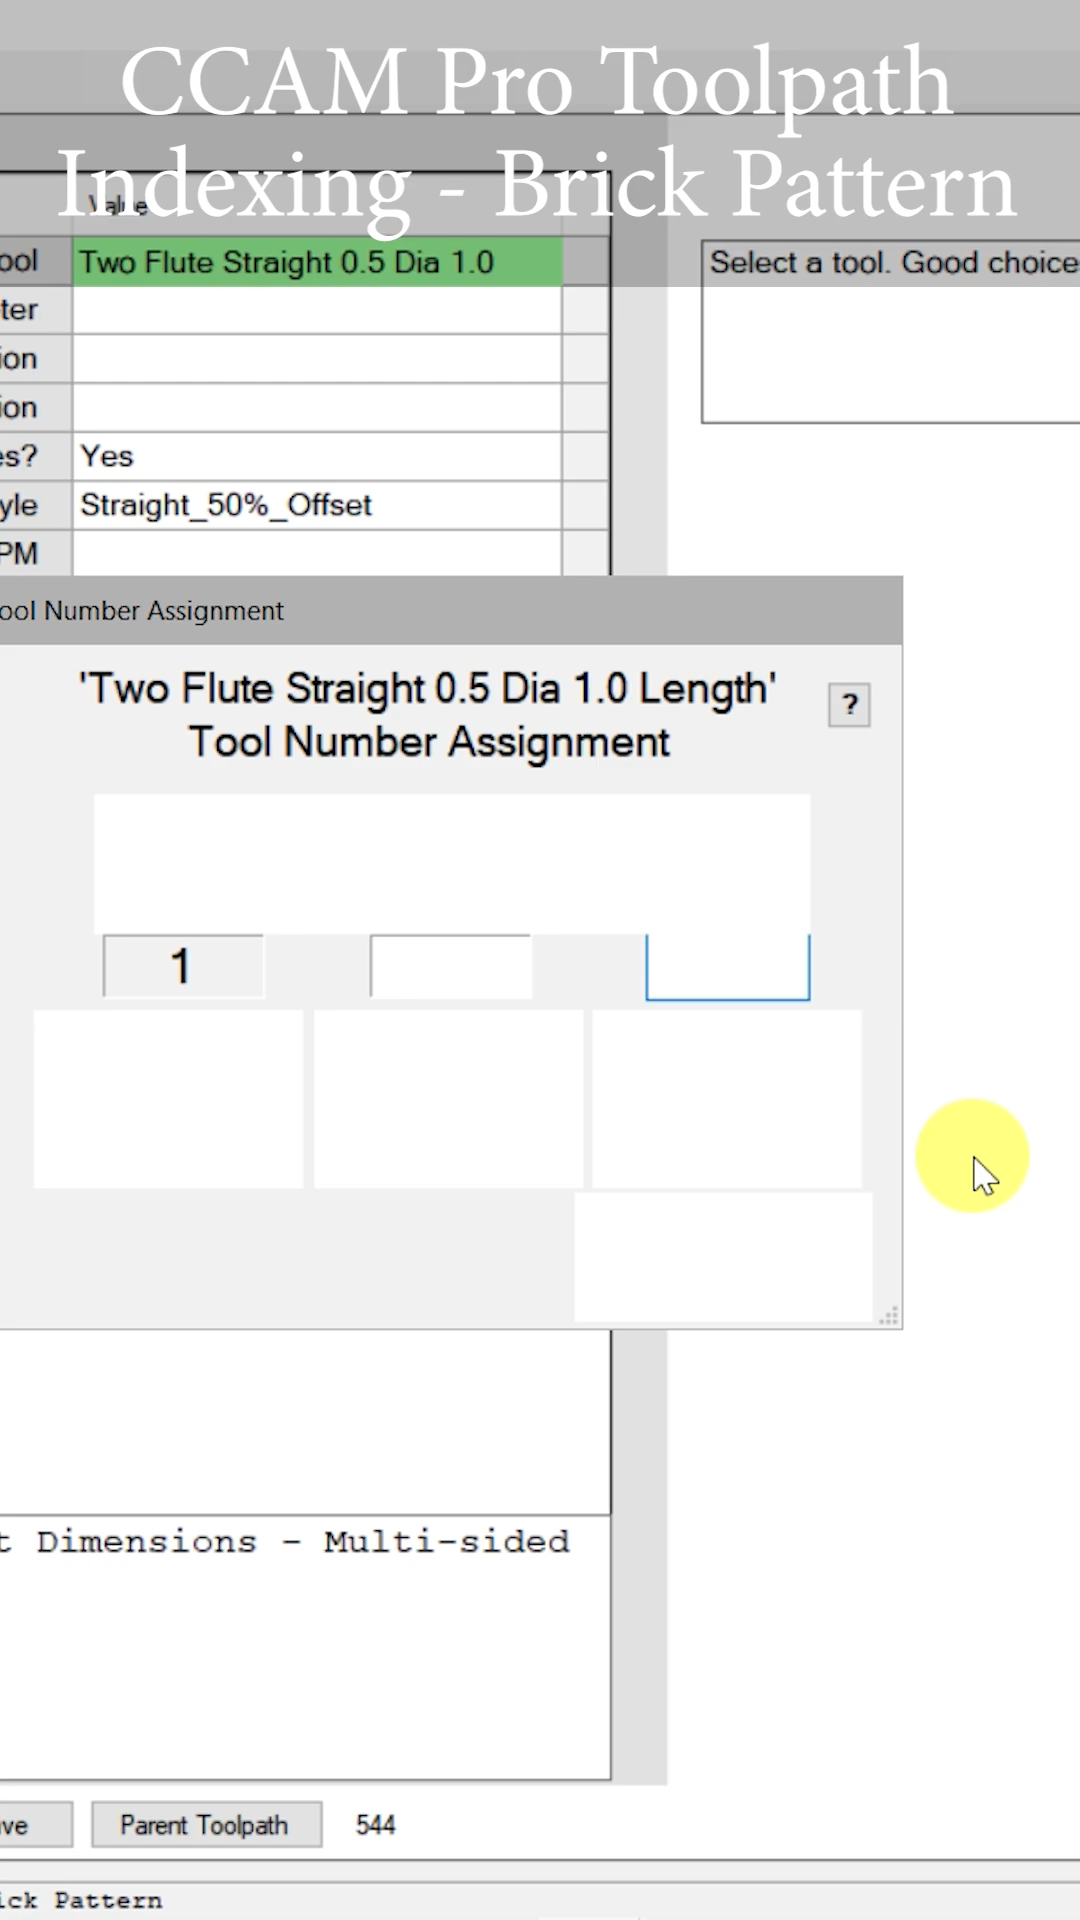 CCAM Pro Toolpath
Indexing - Brick Pattern
Value
ool
Two Flute Straight 0.5 Dia 1.0
Select a tool. Good choice
ter
ion
ion
es?
Yes
yle
Straight_50%_Offset
PM
ool Number Assignment
'Two Flute Straight 0.5 Dia 1.0 Length'
Tool Number Assignment
?
1
t Dimensions - Multi-sided
ve
Parent Toolpath
544
ick Pattern